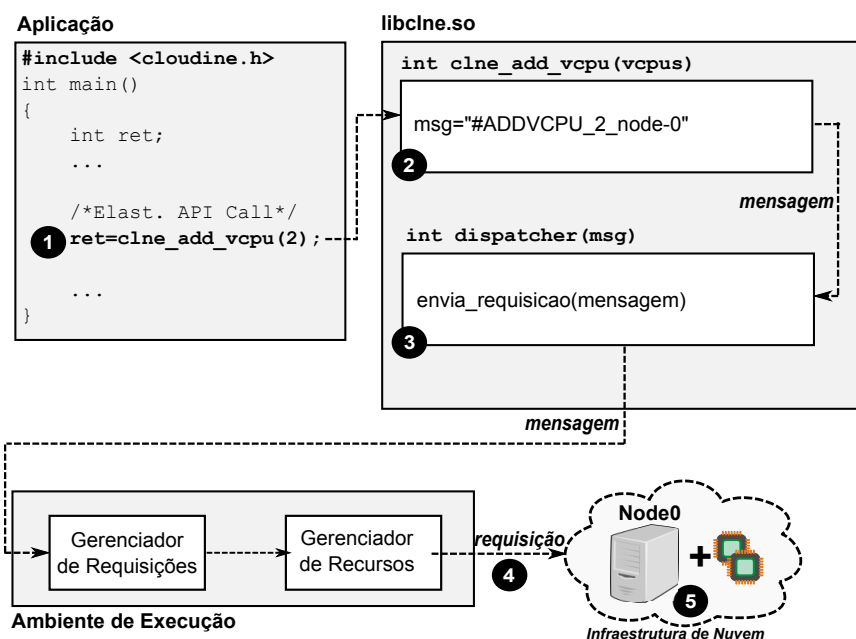 Aplicação
#include <cloudine.h>
int main()
{
int ret;
...
/*Elast. API Call*/
1
ret=clne_add_vcpu(2);
...
}
libclne.so
int clne_add_vcpu(vcpus)
msg="#ADDVCPU_2_node-0"
2
mensagem
int dispatcher(msg)
envia_requisicao(mensagem)
3
mensagem
Gerenciador
de Requisições
Gerenciador
de Recursos
Ambiente de Execução
requisição
4
Node0
+
5
Infraestrutura de Nuvem